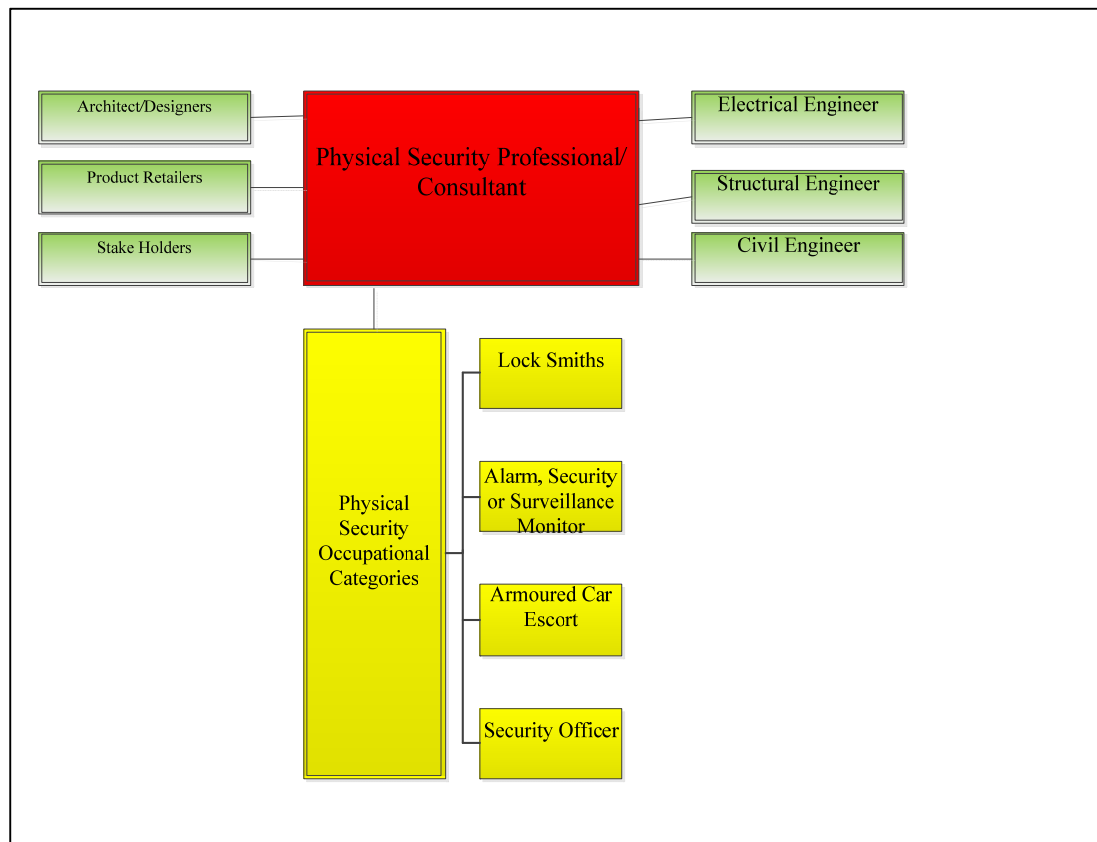 Architect/Designers
Product Retailers
Stake Holders
Physical Security Professional/
Consultant
Electrical Engineer
Structural Engineer
Civil Engineer
Physical
Security
Occupational
Categories
Lock Smiths
Alarm, Security
or Surveillance
Monitor
Armoured Car
Escort
Security Officer